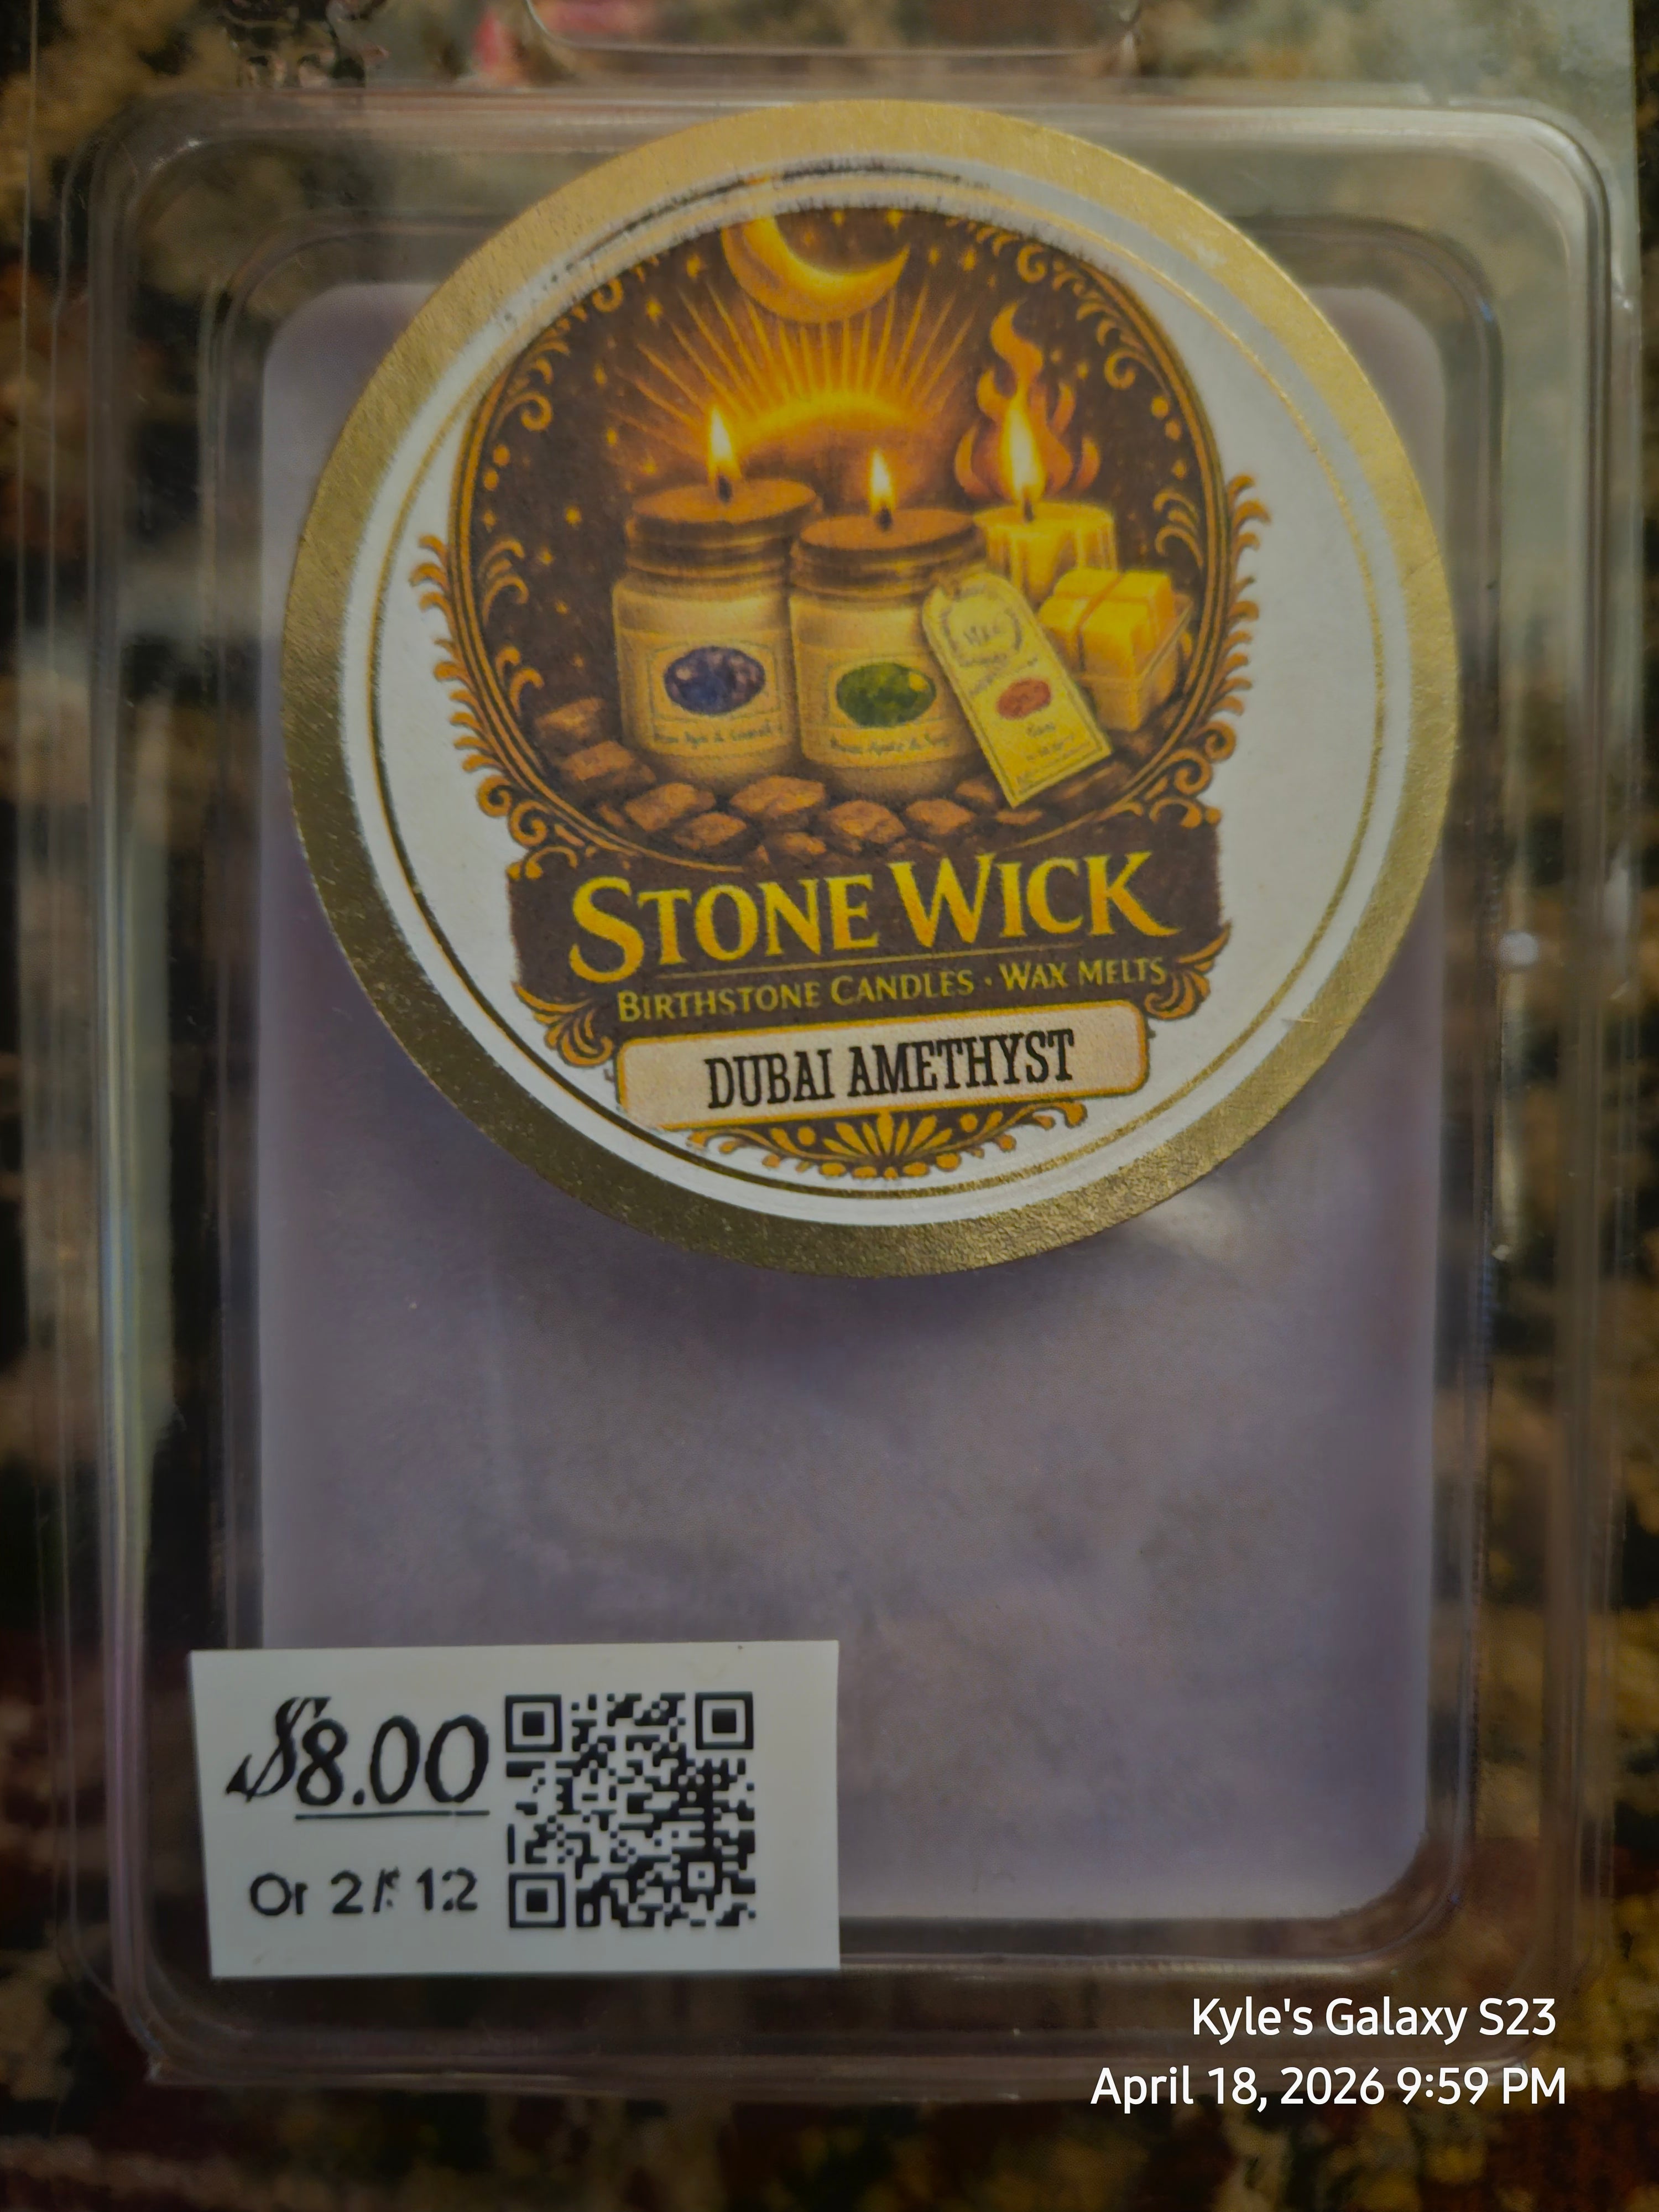 STONE WICK
BIRTHSTONE CANDLES • WAX MELTS
DUBAI AMETHYST
$8.00
Or 2/$ 12
Kyle's Galaxy S23
April 18, 2026 9:59 PM